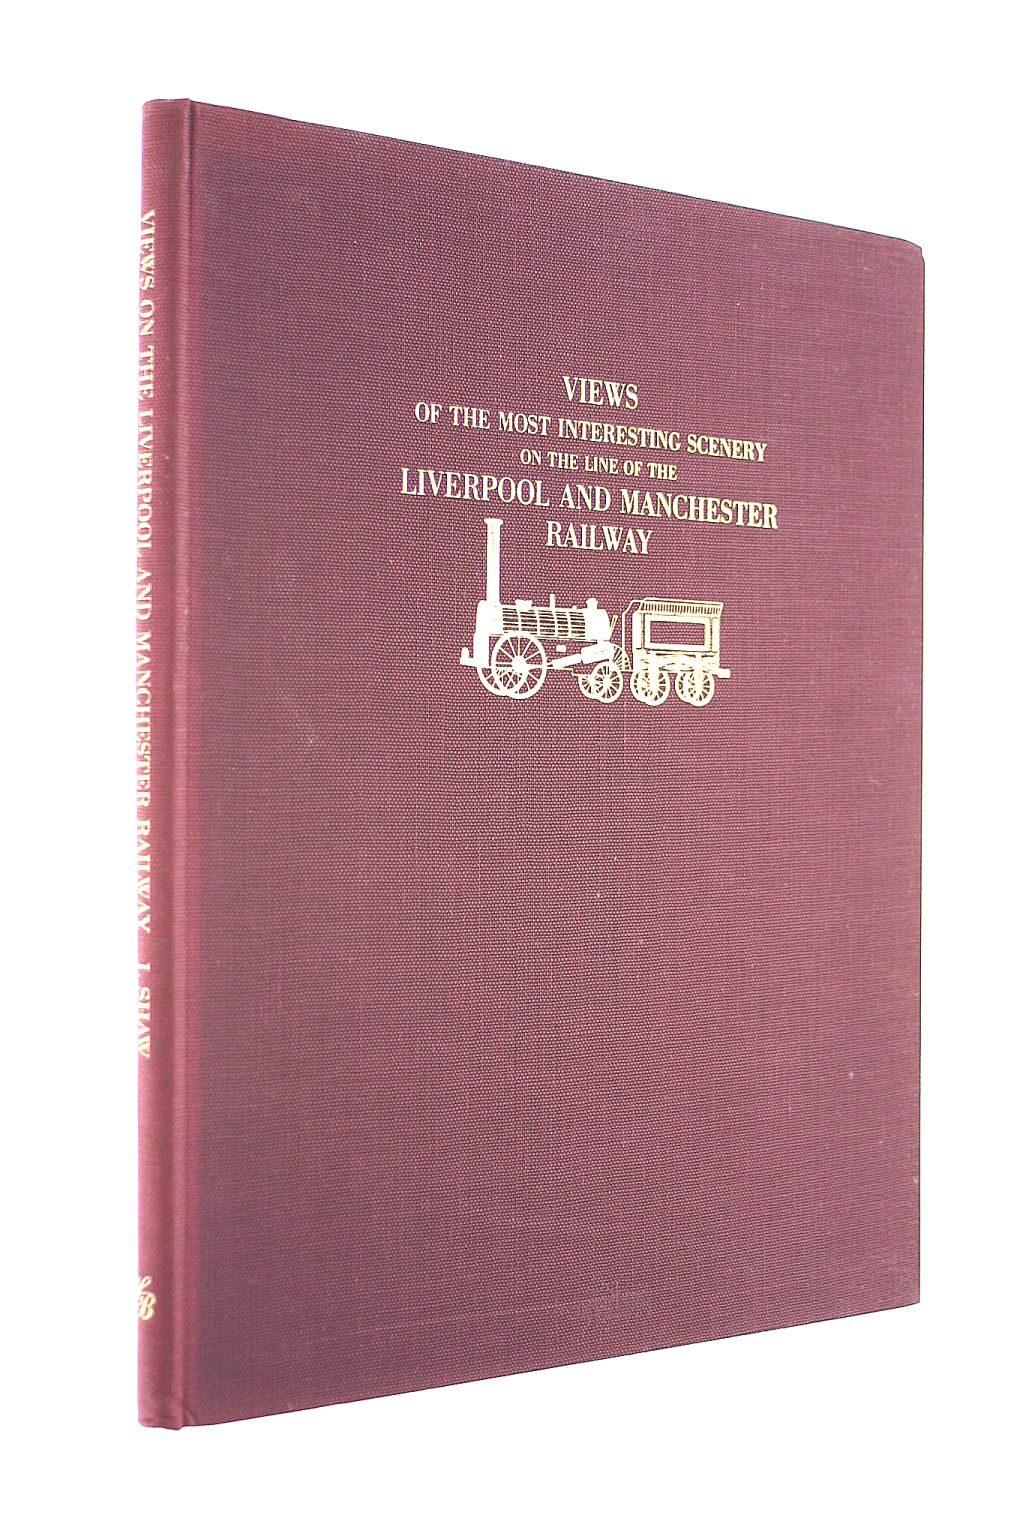 VIEWS
OF THE MOST INTERESTING SCENERY
ON THE LINE OF THE
LIVERPOOL AND MANCHESTER
RAILWAY
VIEWS ON THE LIVERPOOL AND MANCHESTER RAILWAY I. SHAW